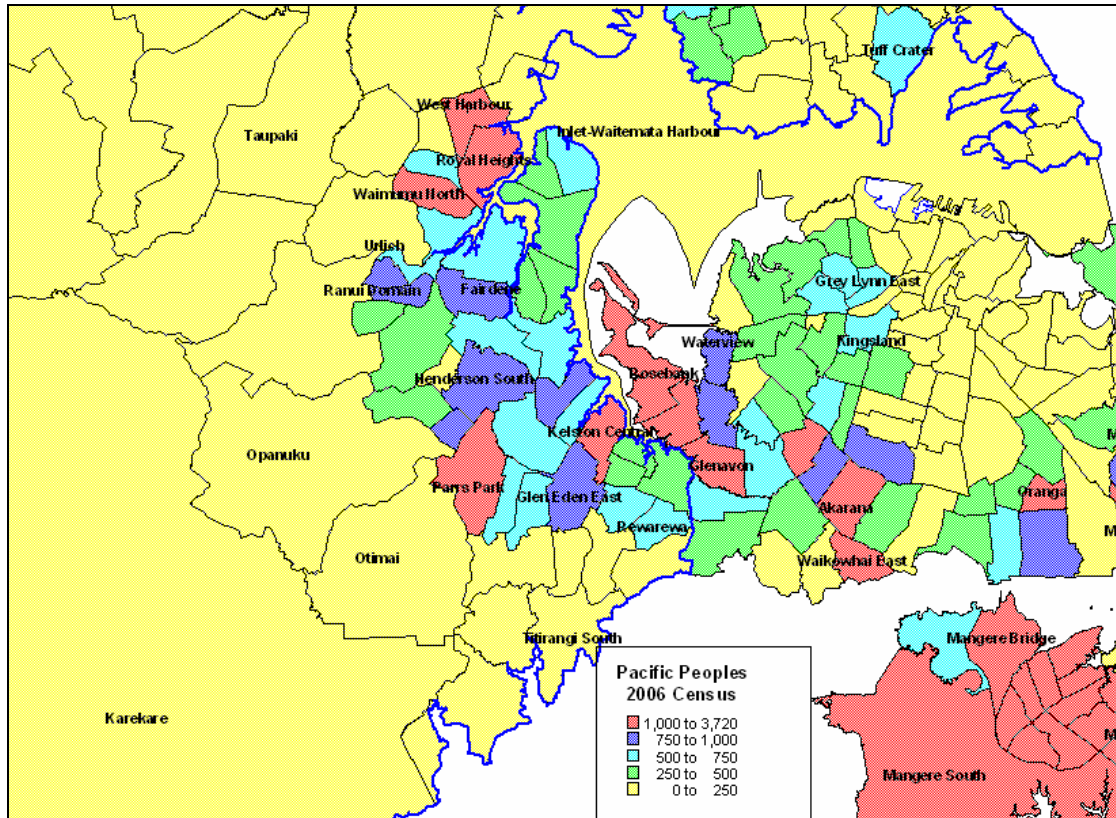 Tuff Crater
West Harbour
Taupaki
Inlet-Waitemata Harbour
Royal Heights
Waimumu North
Urlish
Ranui Domain
Fairdene
Grey Lynn East
Waterview
Kingsland
Henderson South
Rosebank
Kelston Central
Opanuku
Glenavon
Parrs Park
Glen Eden East
Oranga
Rewarewa
Akarana
Otimai
Waikowhai East
Titirangi South
Mangere Bridge
Karekare
Mangere South
Pacific Peoples
2006 Census
1,000 to 3,720
750 to 1,000
500 to 750
250 to 500
0 to 250